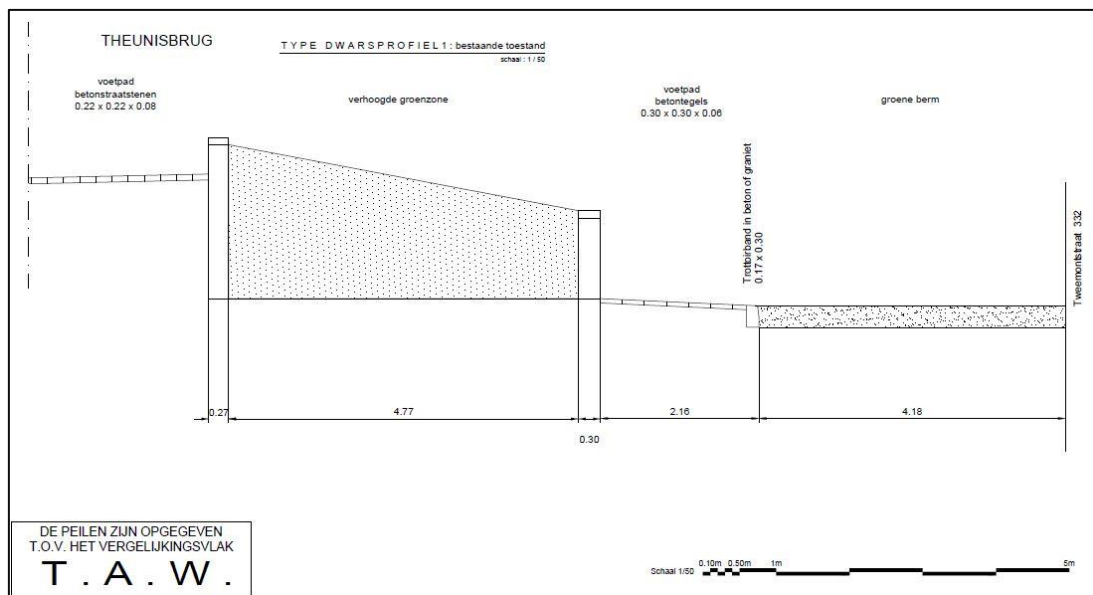 THEUNISBRUG
TYPE DWARSPROFIEL 1 : bestaande toestand
schaal : 1 / 50
voetpad
betonstraatstenen
0.22 x 0.22 x 0.08
verhoogde groenzone
voetpad
betontegels
0.30 x 0.30 x 0.06
groene berm
Trottoirband in beton of graniet
0.17 x 0.30
Tweemontstraat 332
0.27
4.77
0.30
2.16
4.18
DE PEILEN ZIJN OPGEGEVEN
T.O.V. HET VERGELIJKINGSVLAK
T . A . W .
Schaal 1/50
0.10m 0.50m 1m 5m